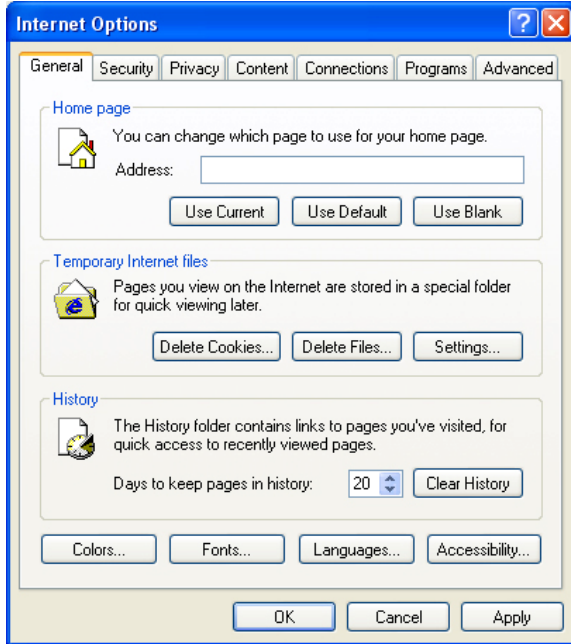 Internet Options
General Security Privacy Content Connections Programs Advanced
Home page
You can change which page to use for your home page.
Address:
Use Current Use Default Use Blank
Temporary Internet files
Pages you view on the Internet are stored in a special folder
for quick viewing later.
Delete Cookies... Delete Files... Settings...
History
The History folder contains links to pages you've visited, for
quick access to recently viewed pages.
Days to keep pages in history: 20 Clear History
Colors... Fonts... Languages... Accessibility...
OK Cancel Apply